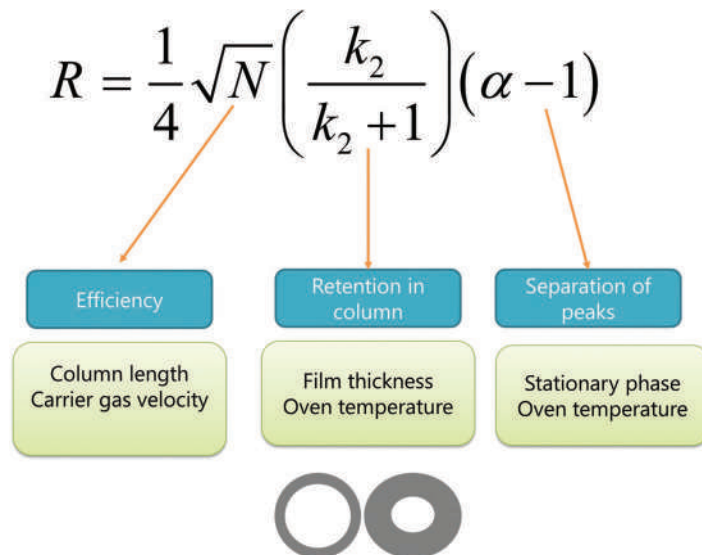 R = 1/4 √N (k₂/(k₂+1)) (α−1)
Efficiency
Column length
Carrier gas velocity
Retention in
column
Film thickness
Oven temperature
Separation of
peaks
Stationary phase
Oven temperature